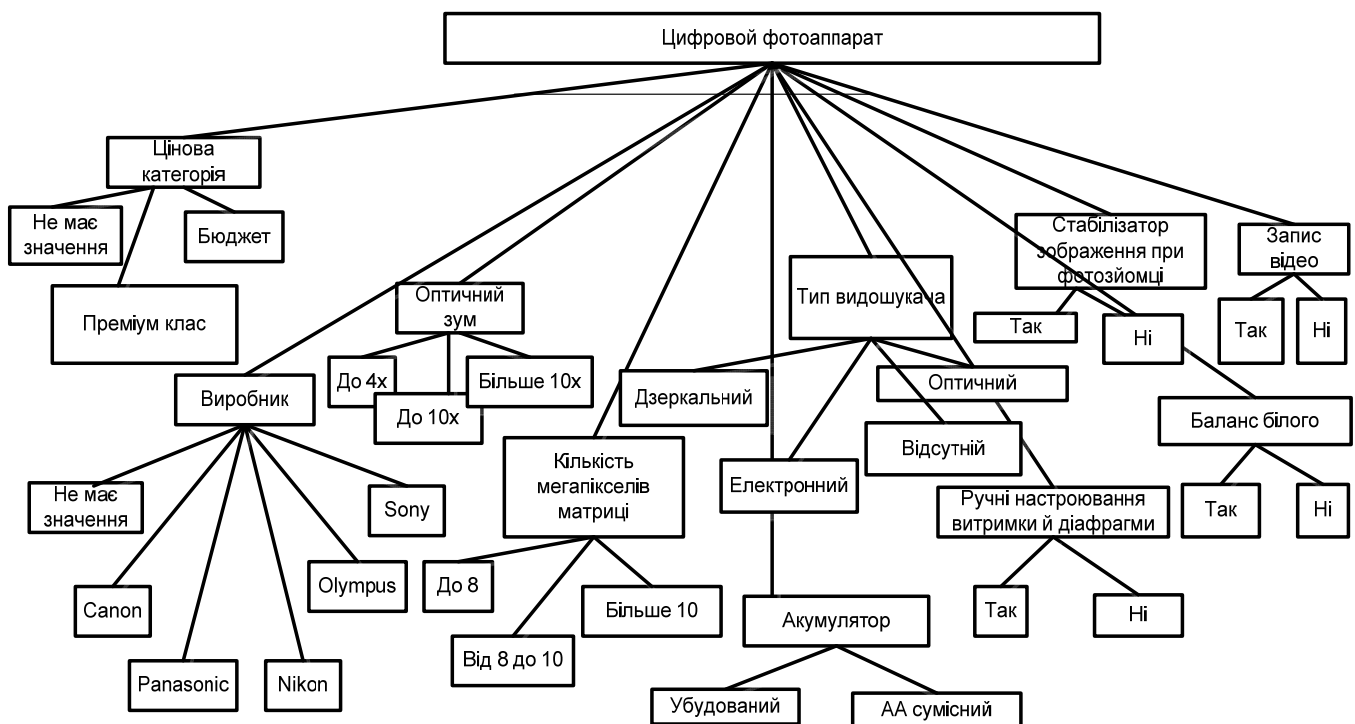 Цифровой фотоаппарат
Цінова
категорія
Не має
значення
Бюджет
Преміум клас
Стабілізатор
зображення при
фотозйомці
Запис
відео
Оптичний
зум
Тип видошукача
Так
Ні
Так
Ні
До 4х
До 10х
Більше 10х
Виробник
Дзеркальний
Оптичний
Відсутній
Баланс білого
Кількість
мегапікселів
матриці
Електронний
Не має
значення
Sony
Ручні настроювання
витримки й діафрагми
Так
Ні
Canon
Olympus
До 8
Більше 10
Від 8 до 10
Акумулятор
Так
Ні
Panasonic
Nikon
Убудований
АА сумісний